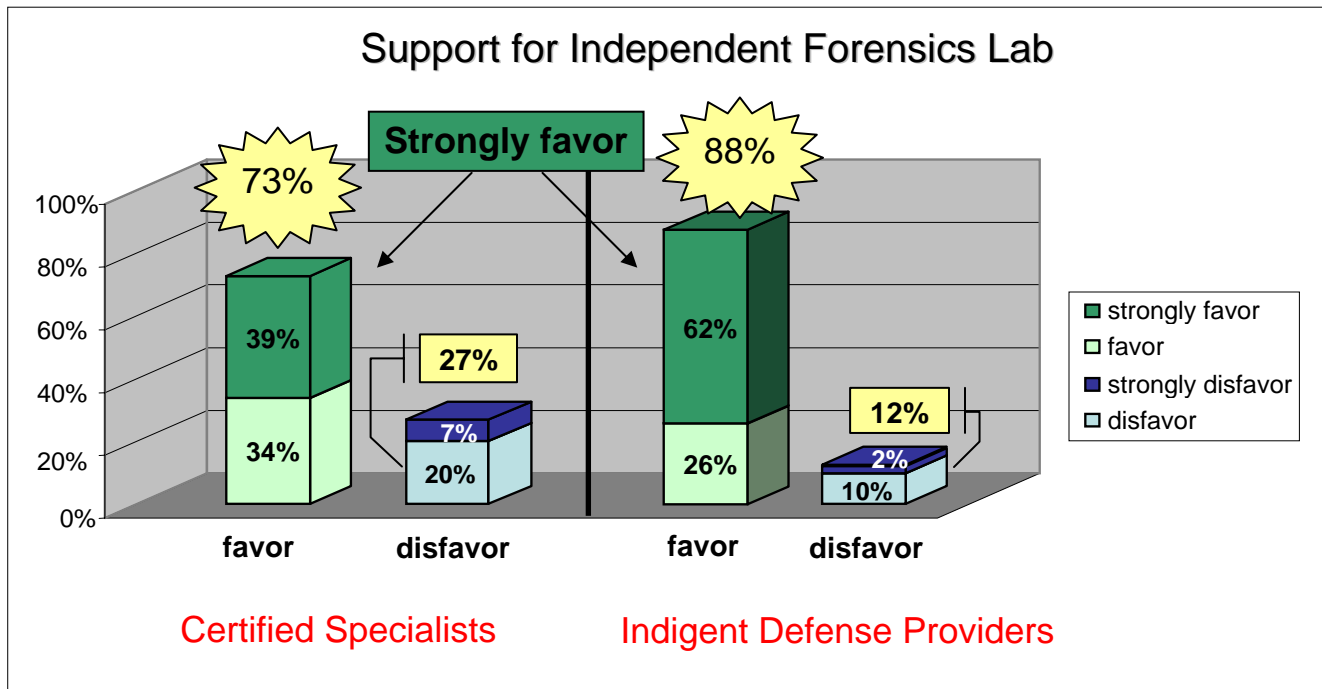 Support for Independent Forensics Lab
Strongly favor
73%
88%
100%
80%
60%
40%
20%
0%
39%
34%
27%
7%
20%
62%
26%
12%
2%
10%
favor
disfavor
favor
disfavor
Certified Specialists
Indigent Defense Providers
strongly favor
favor
strongly disfavor
disfavor